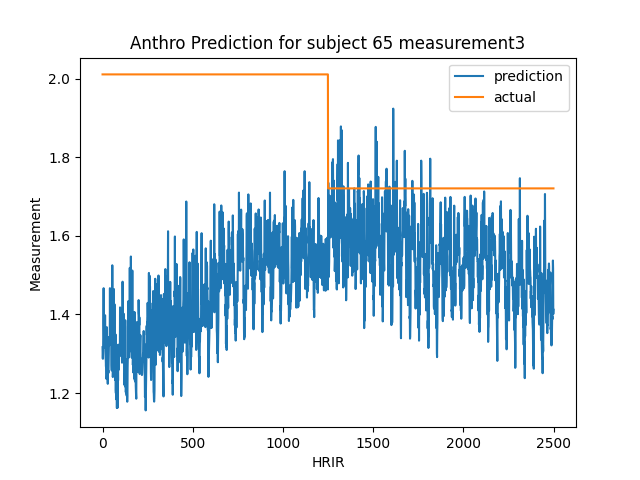 Anthro Prediction for subject 65 measurement3
prediction
actual
Measurement
2.0
1.8
1.6
1.4
1.2
0
500
1000
1500
2000
2500
HRIR